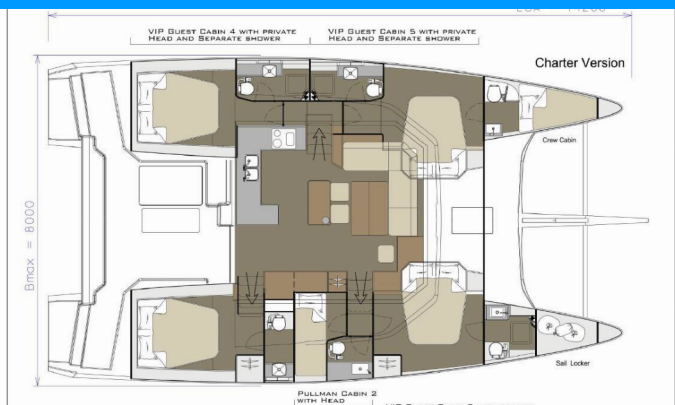 VIP GUEST CABIN 4 WITH PRIVATE
HEAD AND SEPARATE SHOWER
VIP GUEST CABIN 5 WITH PRIVATE
HEAD AND SEPARATE SHOWER
Charter Version
Crew Cabin
Bmax = 8000
Sail Locker
PULLMAN CABIN 2
WITH HEAD